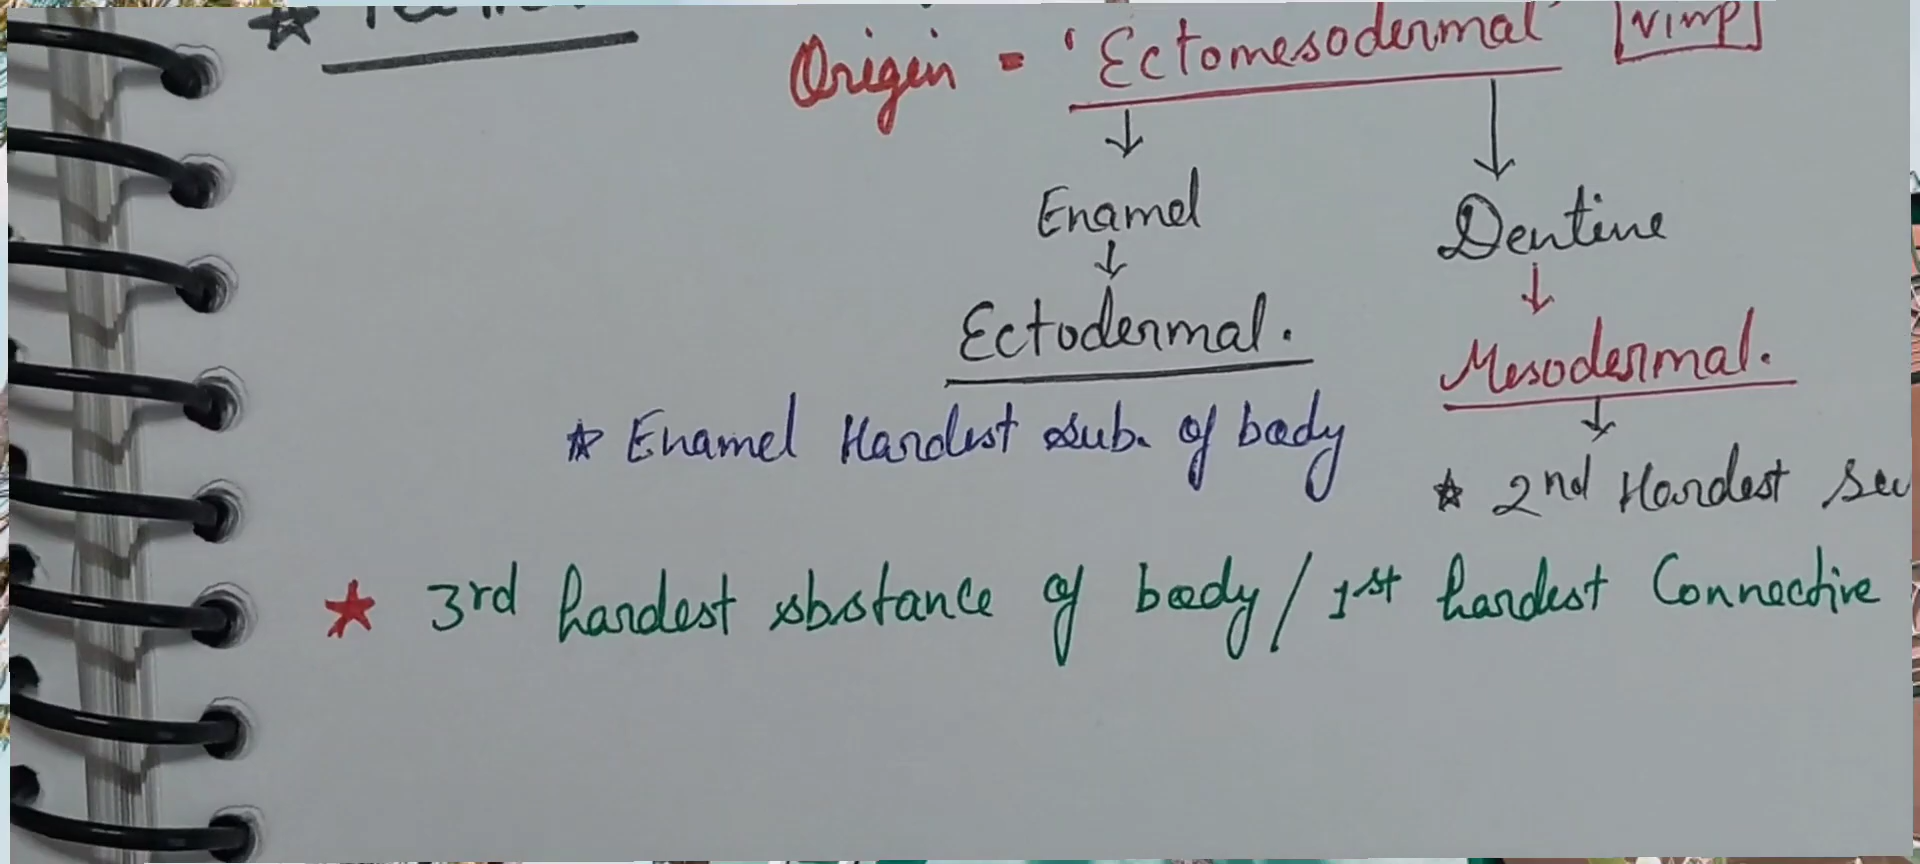 Origin = 'Ectomesodermal' [VImp]
Enamel Dentine
Ectodermal. Mesodermal.
Enamel Hardest sub. of body
2nd Hardest
3rd hardest sbstance of body / 1st hardest Connective